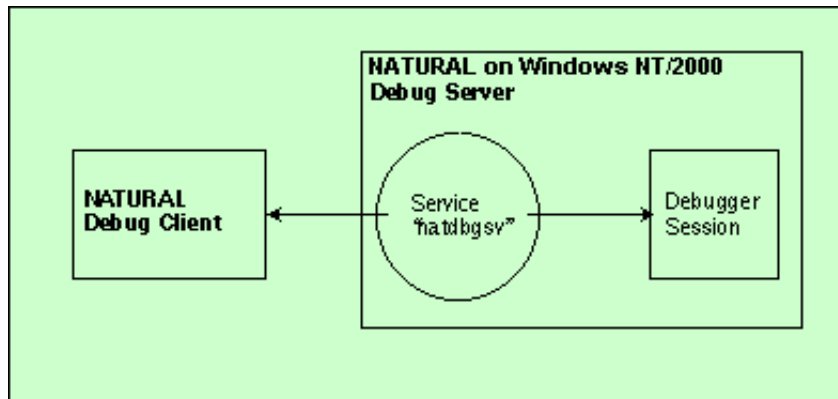 NATURAL on Windows NT/2000
Debug Server
NATURAL
Debug Client
Service
"natdbgsv"
Debugger
Session